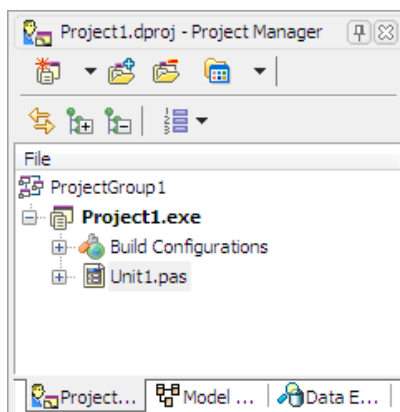 Project1.dproj - Project Manager
File
ProjectGroup1
Project1.exe
Build Configurations
Unit1.pas
Project... Model ... Data E...